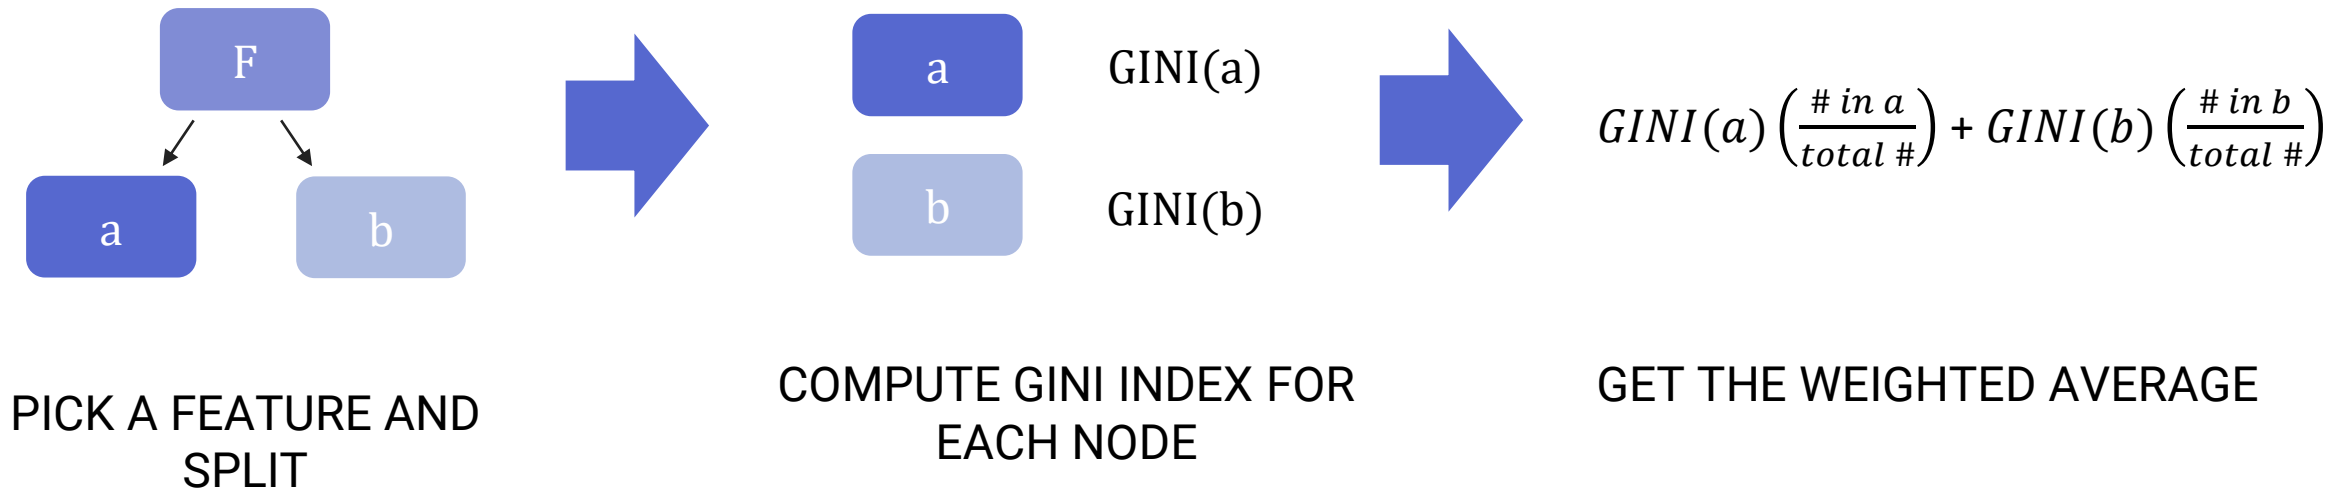 F
a
b
PICK A FEATURE AND
SPLIT
a
GINI(a)
b
GINI(b)
COMPUTE GINI INDEX FOR
EACH NODE
GINI(a) (# in a / total #) + GINI(b) (# in b / total #)
GET THE WEIGHTED AVERAGE